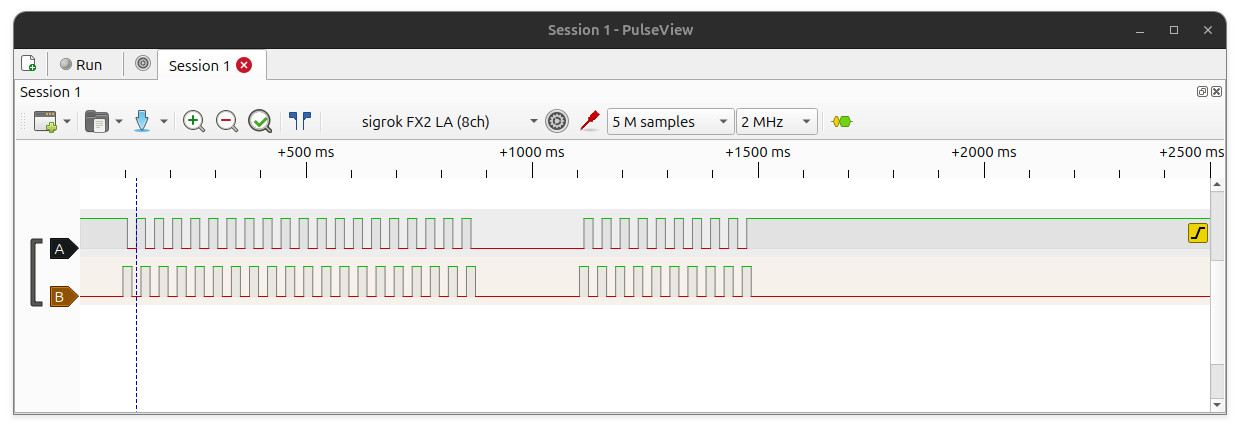 Session 1 - PulseView
Run
Session 1
Session 1
sigrok FX2 LA (8ch)
5 M samples
2 MHz
+500 ms +1000 ms +1500 ms +2000 ms +2500 ms
A
B